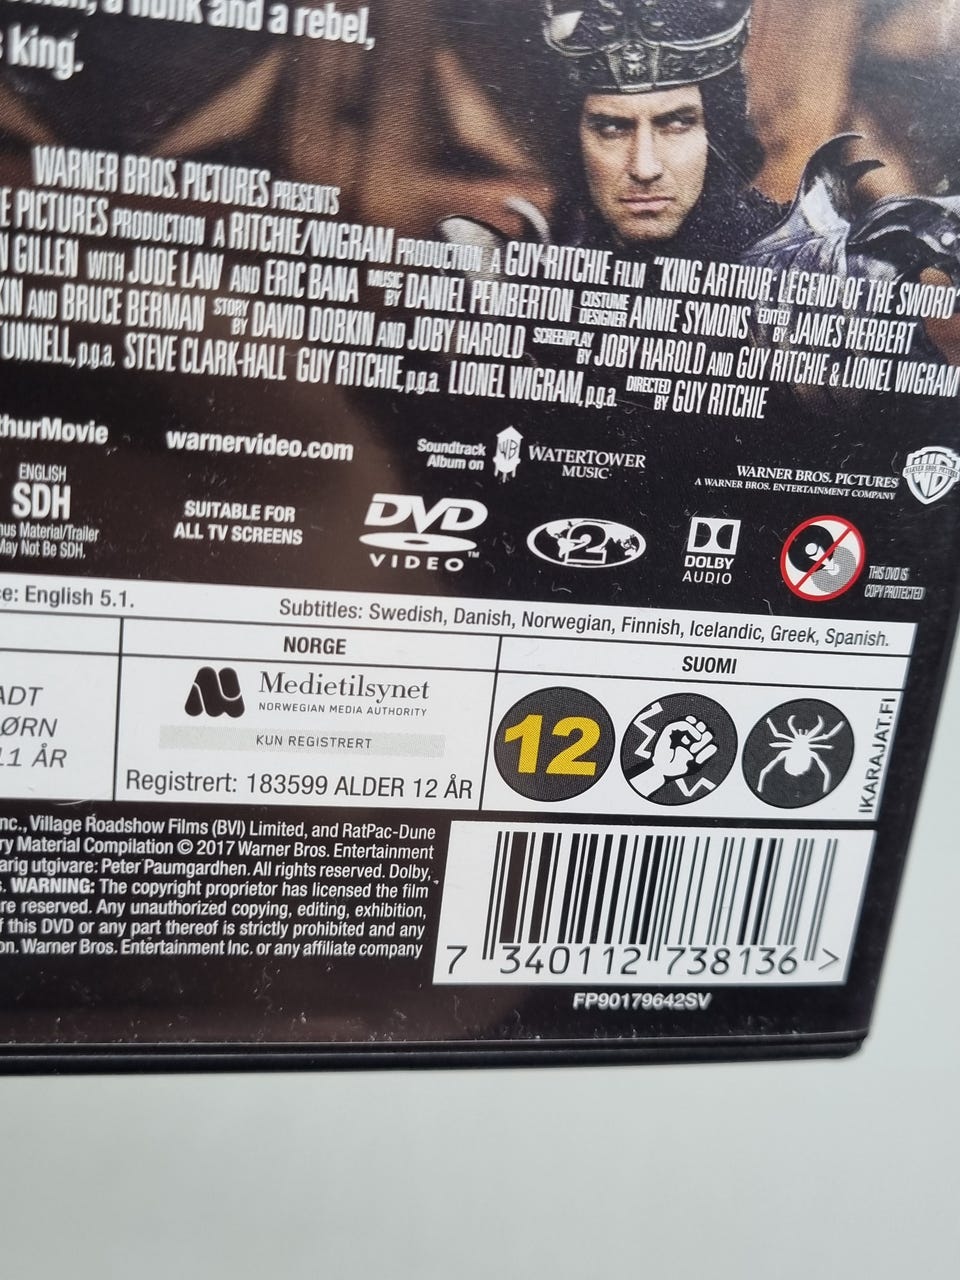 a hunk and a rebel,
king.
WARNER BROS. PICTURES PRESENTS
E PICTURES PRODUCTION A RITCHIE/WIGRAM PRODUCTION A GUY RITCHIE FILM "KING ARTHUR: LEGEND OF THE SWORD"
N GILLEN WITH JUDE LAW AND ERIC BANA MUSIC BY DANIEL PEMBERTON COSTUME DESIGNER ANNIE SYMONS EDITED BY JAMES HERBERT
KIN AND BRUCE BERMAN STORY BY DAVID DOBKIN AND JOBY HAROLD SCREENPLAY BY JOBY HAROLD AND GUY RITCHIE & LIONEL WIGRAM
TUNNELL, p.g.a. STEVE CLARK-HALL GUY RITCHIE, p.g.a. LIONEL WIGRAM, p.g.a. DIRECTED BY GUY RITCHIE
thurMovie
warnervideo.com
Soundtrack Album on
WB
WATERTOWER
MUSIC™
WARNER BROS. PICTURES
A WARNER BROS. ENTERTAINMENT COMPANY
WARNER BROS. PICTURES
ENGLISH
SDH
nus Material/Trailer
May Not Be SDH.
SUITABLE FOR
ALL TV SCREENS
DVD
VIDEO™
2
DOLBY
AUDIO
THIS DVD IS
COPY PROTECTED
ce: English 5.1.
Subtitles: Swedish, Danish, Norwegian, Finnish, Icelandic, Greek, Spanish.
NORGE
SUOMI
ADT
ØRN
11 ÅR
Medietilsynet
NORWEGIAN MEDIA AUTHORITY
KUN REGISTRERT
Registrert: 183599 ALDER 12 ÅR
12
IKARAJAT.FI
nc., Village Roadshow Films (BVI) Limited, and RatPac-Dune
ry Material Compilation © 2017 Warner Bros. Entertainment
arig utgivare: Peter Paumgardhen. All rights reserved. Dolby,
s. WARNING: The copyright proprietor has licensed the film
re reserved. Any unauthorized copying, editing, exhibition,
f this DVD or any part thereof is strictly prohibited and any
on. Warner Bros. Entertainment Inc. or any affiliate company
7 340112 738136 >
FP90179642SV